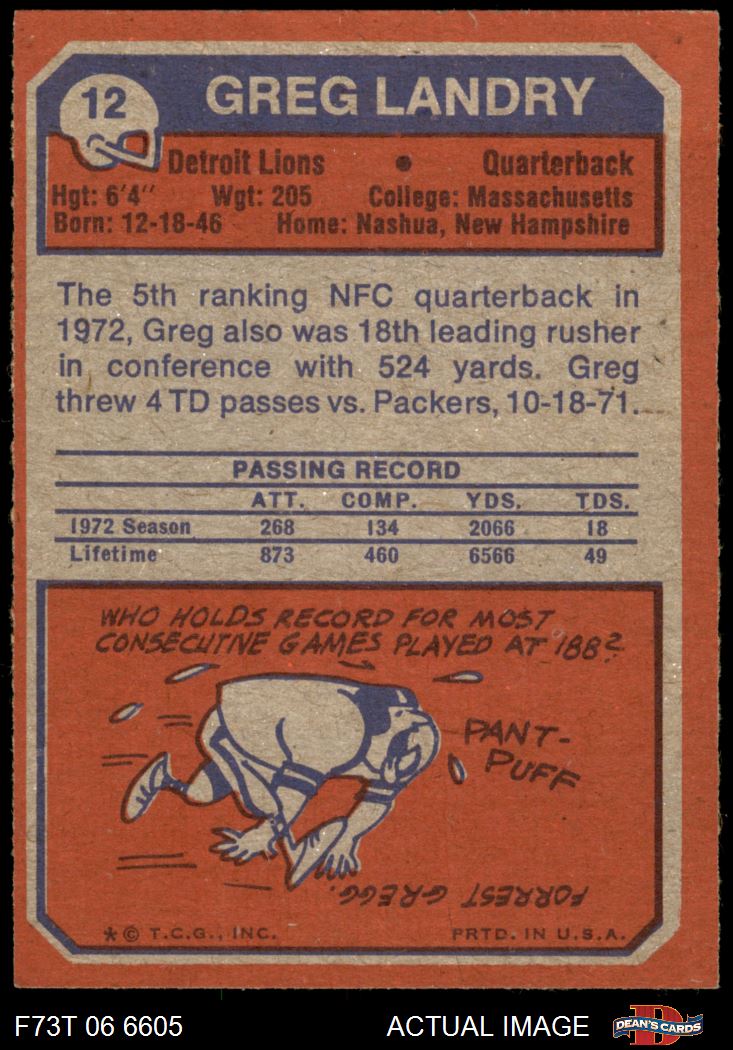 12
GREG LANDRY
Detroit Lions • Quarterback
Hgt: 6'4" Wgt: 205 College: Massachusetts
Born: 12-18-46 Home: Nashua, New Hampshire
The 5th ranking NFC quarterback in
1972, Greg also was 18th leading rusher
in conference with 524 yards. Greg
threw 4 TD passes vs. Packers, 10-18-71.
PASSING RECORD
ATT. COMP. YDS. TDS.
1972 Season 268 134 2066 18
Lifetime 873 460 6566 49
WHO HOLDS RECORD FOR MOST
CONSECUTIVE GAMES PLAYED AT 188?
PANT-
PUFF
FORREST GREGG.
* © T.C.G., INC. PRTD. IN U.S.A.
F73T 06 6605 ACTUAL IMAGE DEAN'S CARDS